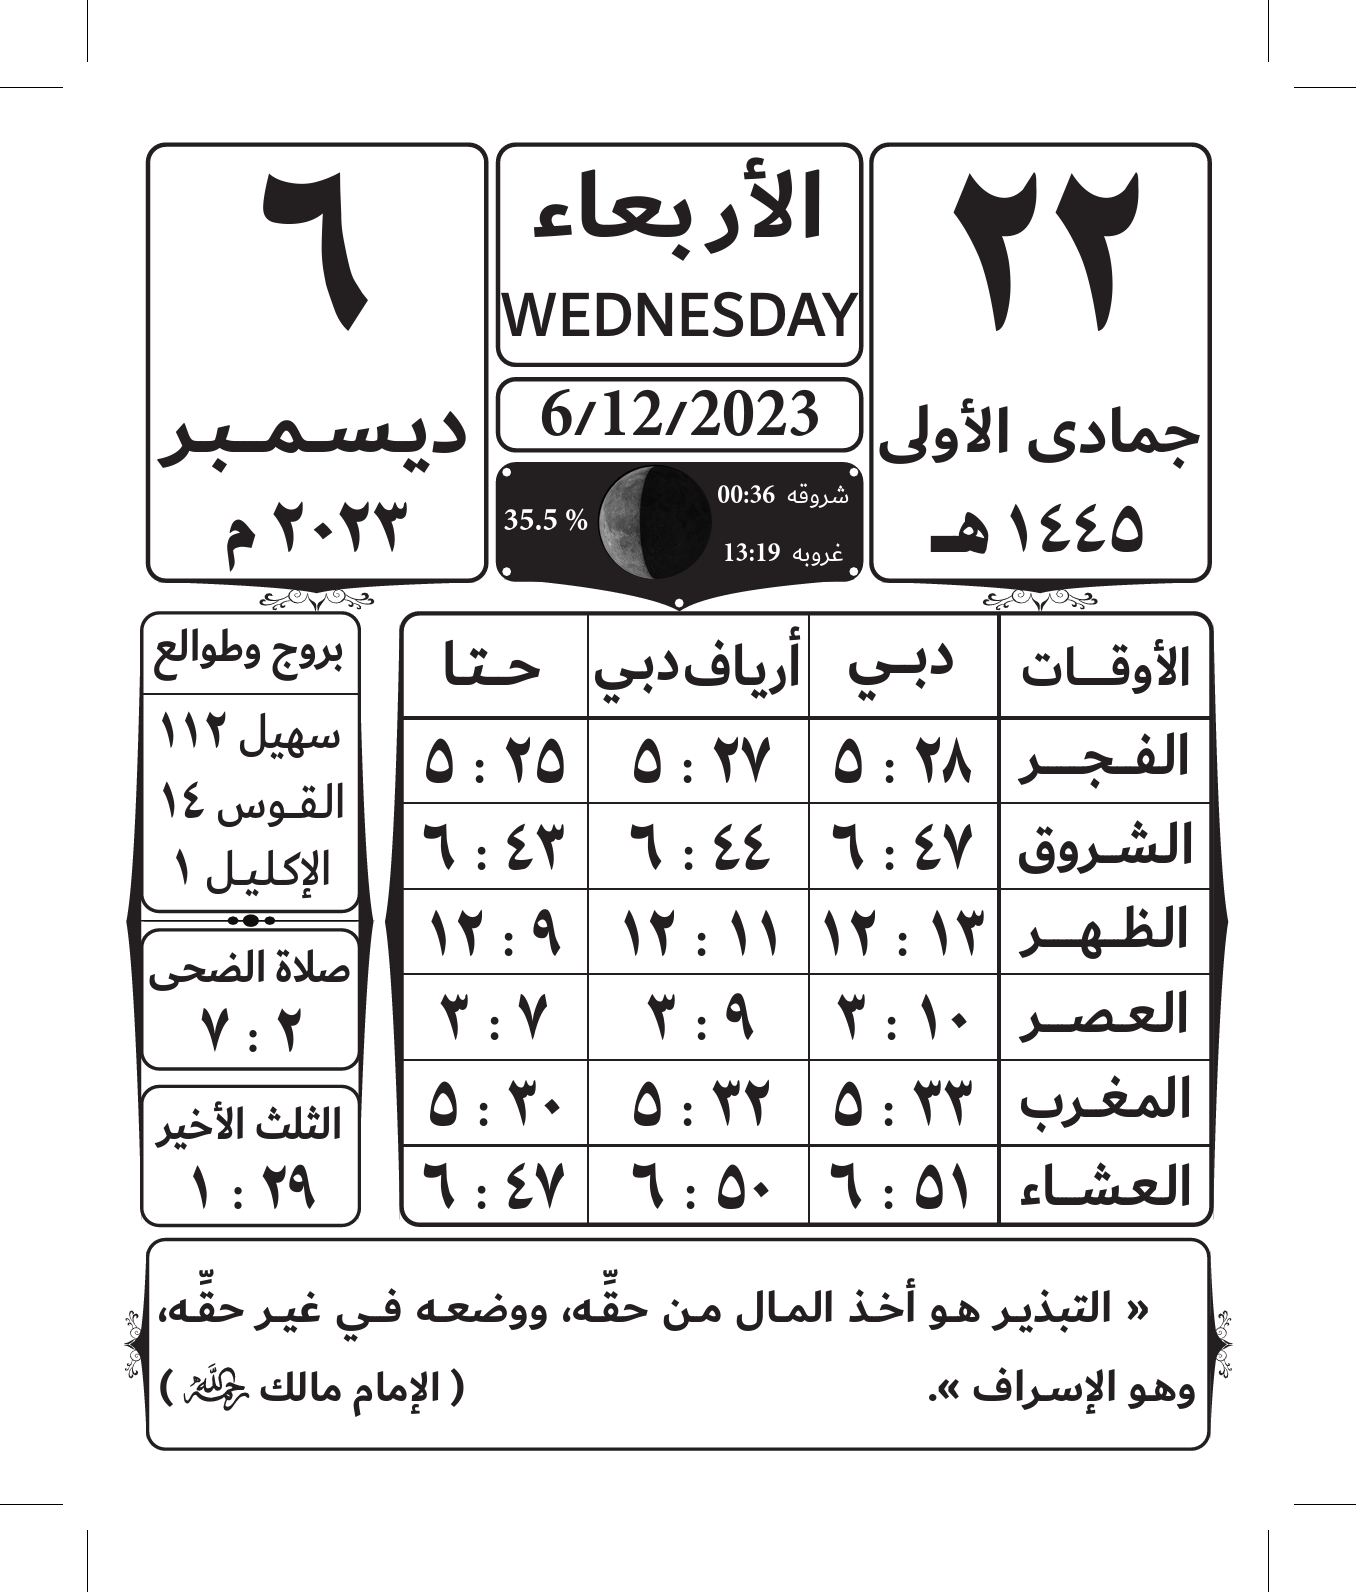 ٢٢
جمادى الأولى
١٤٤٥ هـ
الأربعاء
WEDNESDAY
6/12/2023
شروقه 00:36
غروبه 13:19
35.5 %
٦
ديسمبر
٢٠٢٣ م
الأوقات دبي أرياف دبي حتا
الفجر ٥ : ٢٨ ٥ : ٢٧ ٥ : ٢٥
الشروق ٦ : ٤٧ ٦ : ٤٤ ٦ : ٤٣
الظهر ١٢ : ١٣ ١٢ : ١١ ١٢ : ٩
العصر ٣ : ١٠ ٣ : ٩ ٣ : ٧
المغرب ٥ : ٣٣ ٥ : ٣٢ ٥ : ٣٠
العشاء ٦ : ٥١ ٦ : ٥٠ ٦ : ٤٧
بروج وطوالع
سهيل ١١٢
القوس ١٤
الإكليل ١
صلاة الضحى
٧ : ٢
الثلث الأخير
١ : ٢٩
« التبذير هو أخذ المال من حقِّه، ووضعه في غير حقِّه،
وهو الإسراف ». ( الإمام مالك رحمه الله )